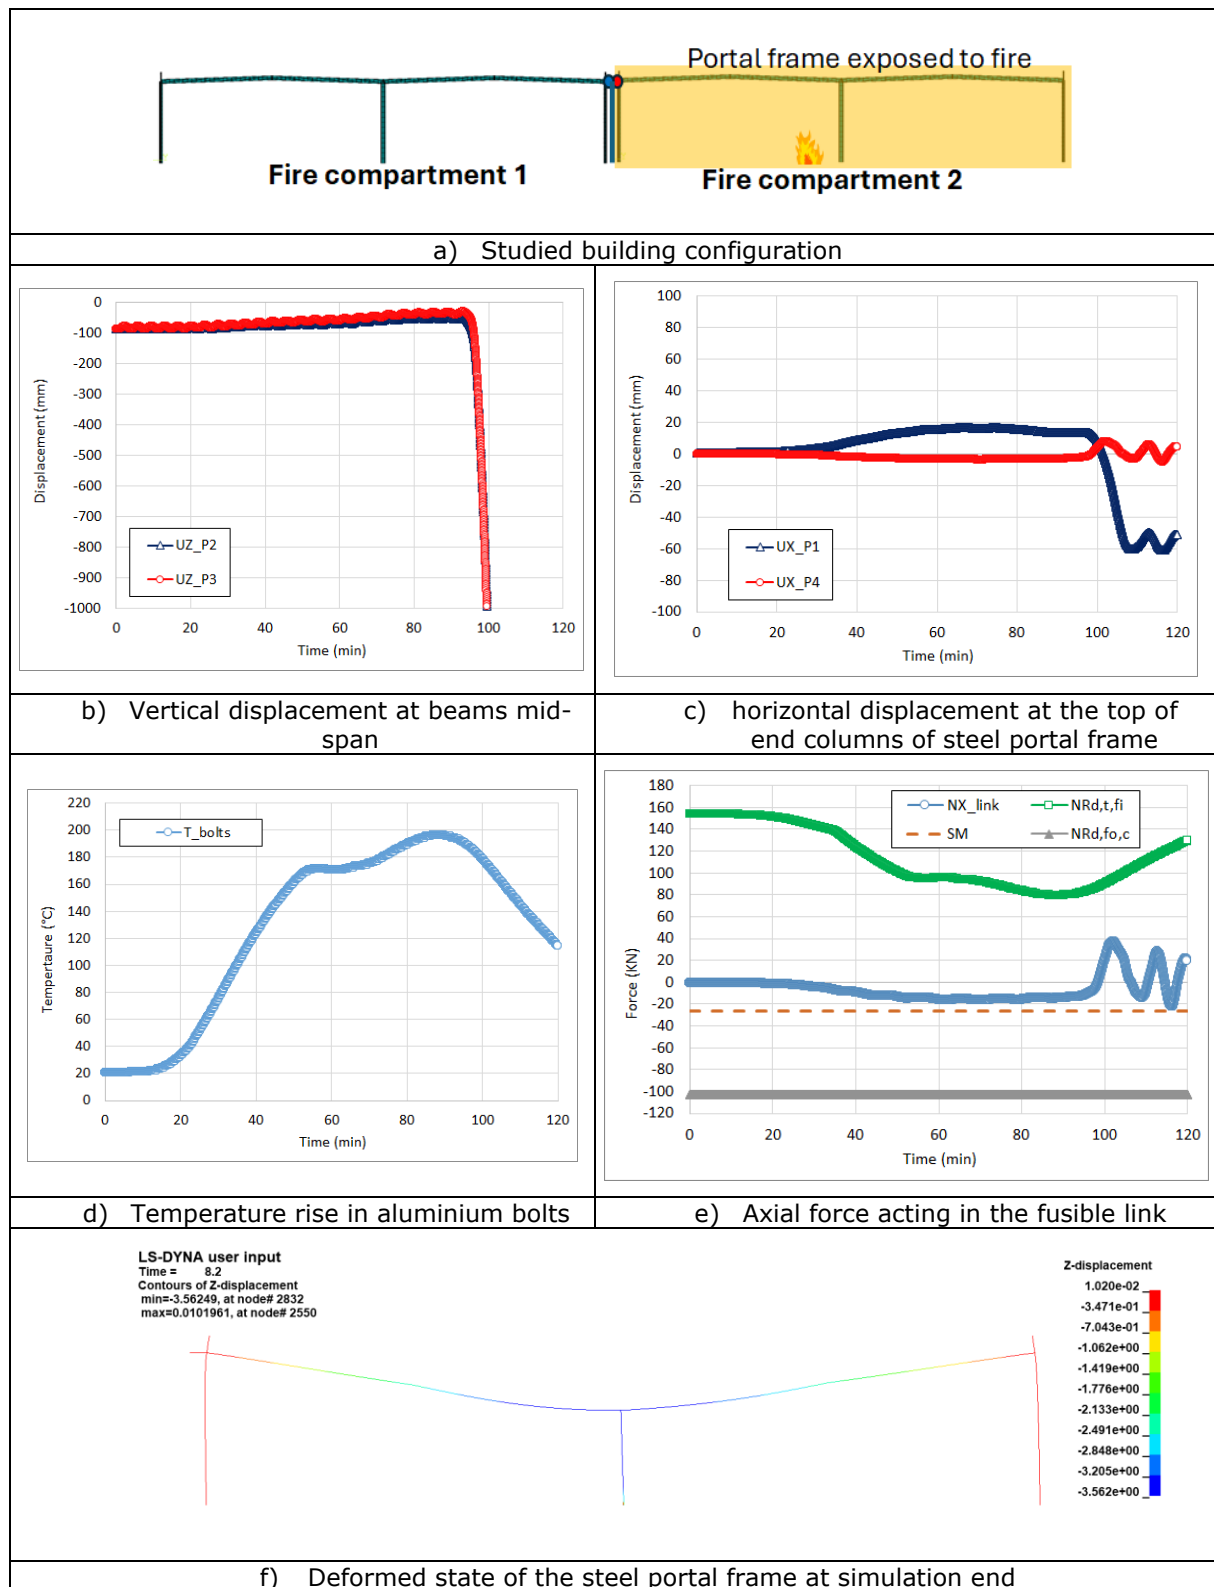 Portal frame exposed to fire
Fire compartment 1
Fire compartment 2
a) Studied building configuration
0
-100
-200
-300
-400
-500
-600
-700
-800
-900
-1000
Displacement (mm)
UZ_P2
UZ_P3
0 20 40 60 80 100 120
Time (min)
100
80
60
40
20
0
-20
-40
-60
-80
-100
Displacement (mm)
UX_P1
UX_P4
0 20 40 60 80 100 120
Time (min)
b) Vertical displacement at beams mid-
span
c) horizontal displacement at the top of
end columns of steel portal frame
220
200
180
160
140
120
100
80
60
40
20
0
Tempertaure (°C)
T_bolts
0 20 40 60 80 100 120
Time (min)
180
160
140
120
100
80
60
40
20
0
-20
-40
-60
-80
-100
-120
Force (KN)
NX_link NRd,t,fi
SM NRd,fo,c
0 20 40 60 80 100 120
Time (min)
d) Temperature rise in aluminium bolts
e) Axial force acting in the fusible link
LS-DYNA user input
Time = 8.2
Contours of Z-displacement
min=-3.56249, at node# 2832
max=0.0101961, at node# 2550
Z-displacement
1.020e-02
-3.471e-01
-7.043e-01
-1.062e+00
-1.419e+00
-1.776e+00
-2.133e+00
-2.491e+00
-2.848e+00
-3.205e+00
-3.562e+00
f) Deformed state of the steel portal frame at simulation end